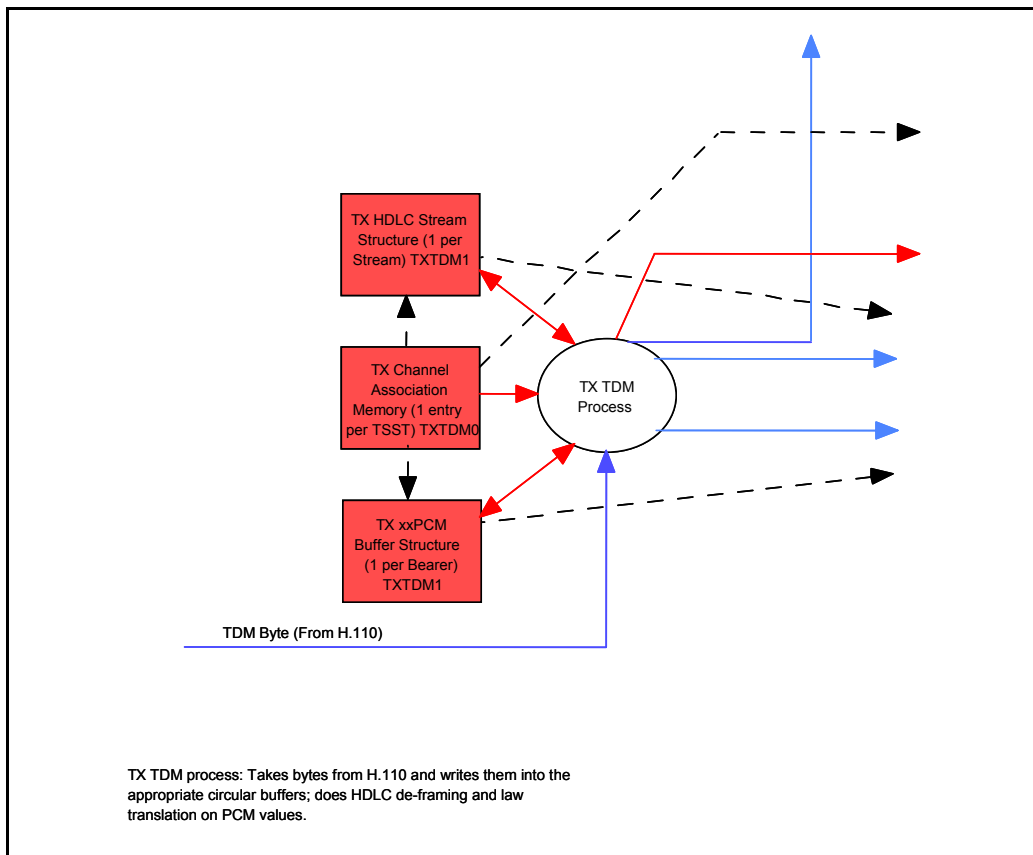 TX HDLC Stream
Structure (1 per
Stream) TXTDM1
TX Channel
Association
Memory (1 entry
per TSST) TXTDM0
TX TDM
Process
TX xxPCM
Buffer Structure
(1 per Bearer)
TXTDM1
TDM Byte (From H.110)
TX TDM process: Takes bytes from H.110 and writes them into the
appropriate circular buffers; does HDLC de-framing and law
translation on PCM values.